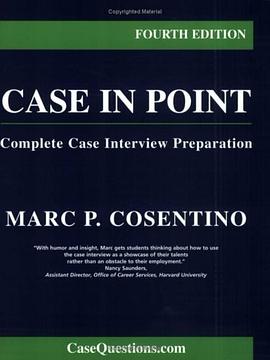 Copyrighted Material
FOURTH EDITION
CASE IN POINT
Complete Case Interview Preparation
MARC P. COSENTINO
"With humor and insight, Marc gets students thinking about how to use
the case interview as a showcase of their talents
rather than an obstacle to their employment."
Nancy Saunders,
Assistant Director, Office of Career Services, Harvard University
CaseQuestions.com